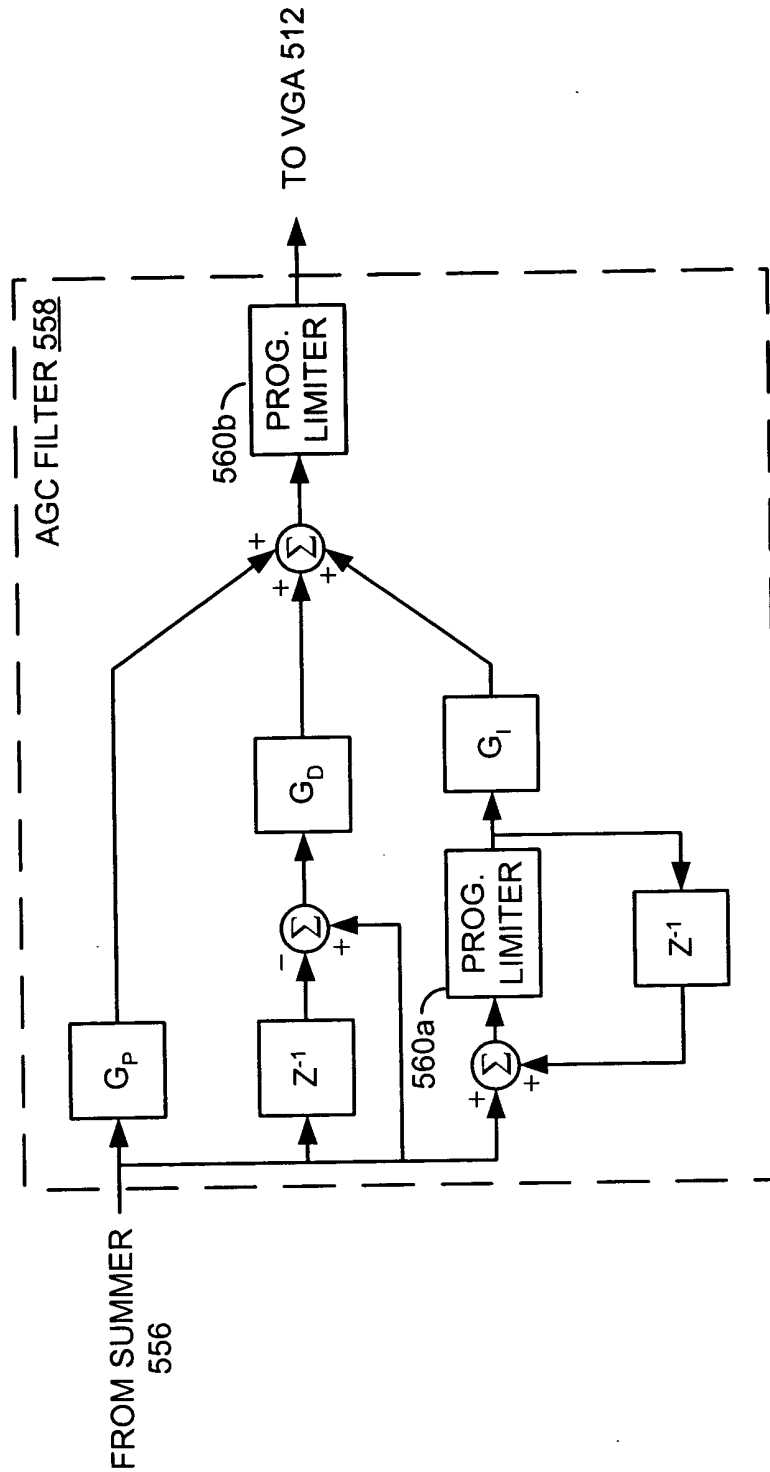 AGC FILTER 558
FROM SUMMER
556
G_P
+
+
+
Σ
560b
PROG.
LIMITER
TO VGA 512
Z⁻¹
−
+
Σ
G_D
+
+
Σ
560a
PROG.
LIMITER
G_I
Z⁻¹